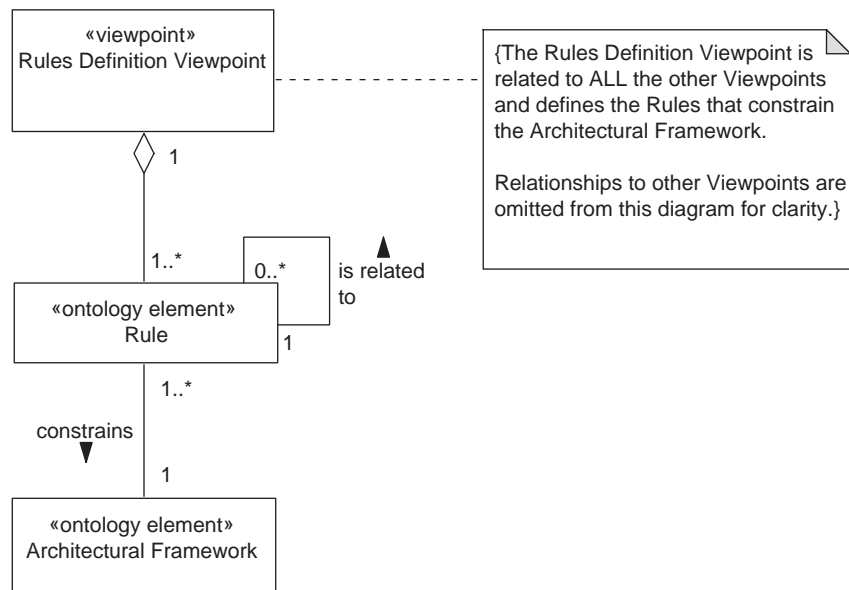 «viewpoint»
Rules Definition Viewpoint
{The Rules Definition Viewpoint is
related to ALL the other Viewpoints
and defines the Rules that constrain
the Architectural Framework.
Relationships to other Viewpoints are
omitted from this diagram for clarity.}
1
1..*
0..*
is related
to
«ontology element»
Rule
1
1..*
constrains
1
«ontology element»
Architectural Framework